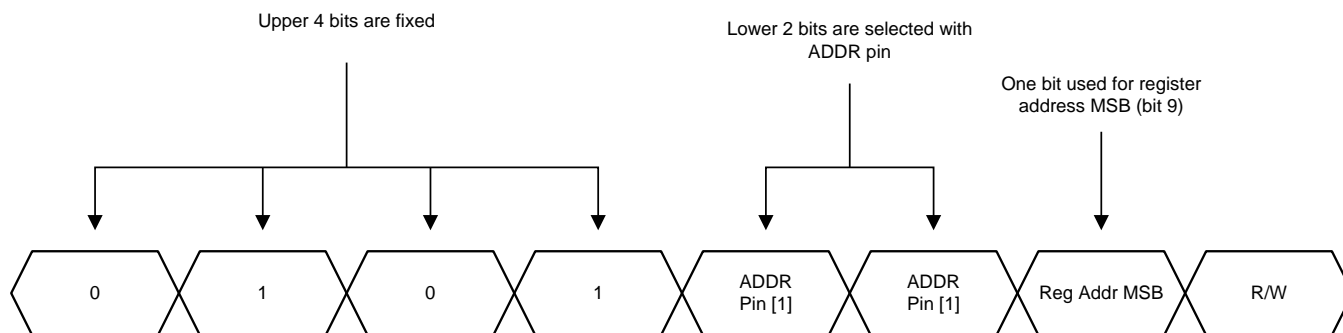 Upper 4 bits are fixed
Lower 2 bits are selected with
ADDR pin
One bit used for register
address MSB (bit 9)
0
1
0
1
ADDR
Pin [1]
ADDR
Pin [1]
Reg Addr MSB
R/W